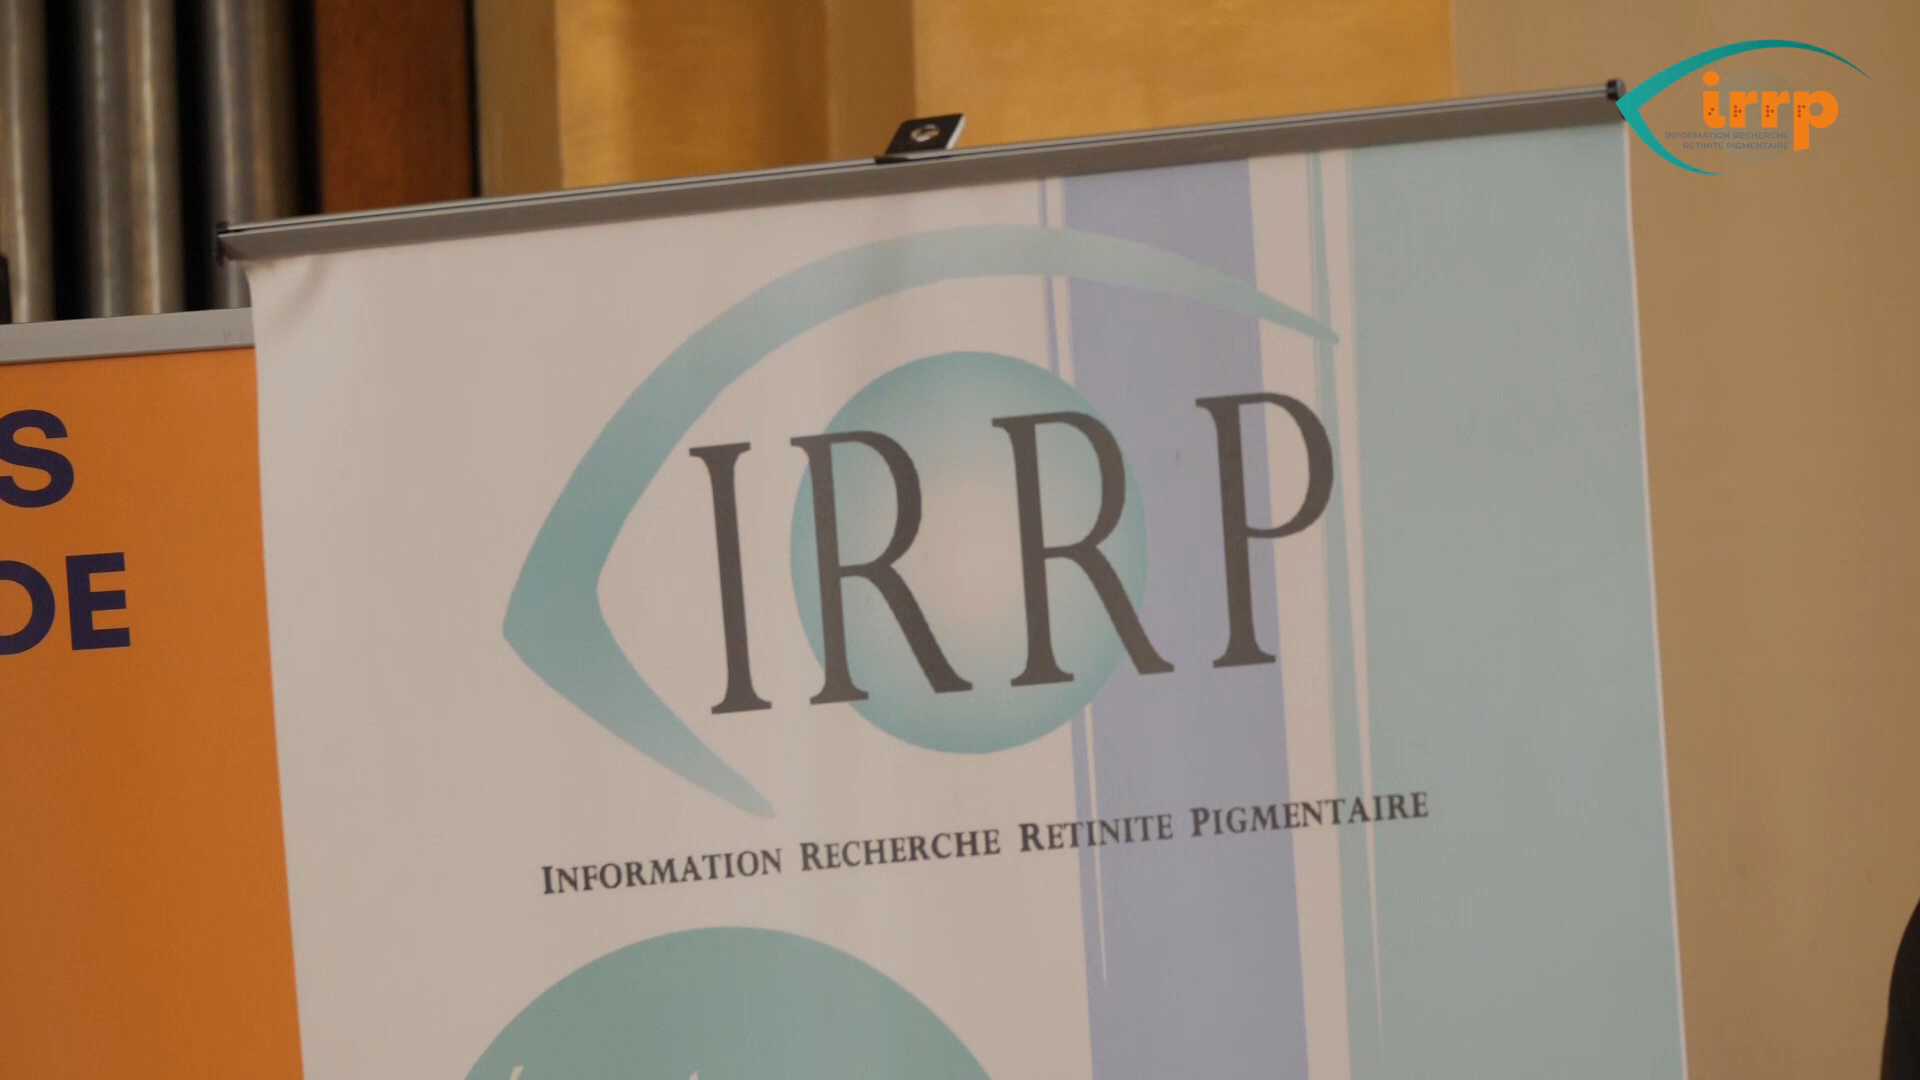 irrp
INFORMATION RECHERCHE
RETINITE PIGMENTAIRE
S
DE
IRRP
INFORMATION RECHERCHE RETINITE PIGMENTAIRE